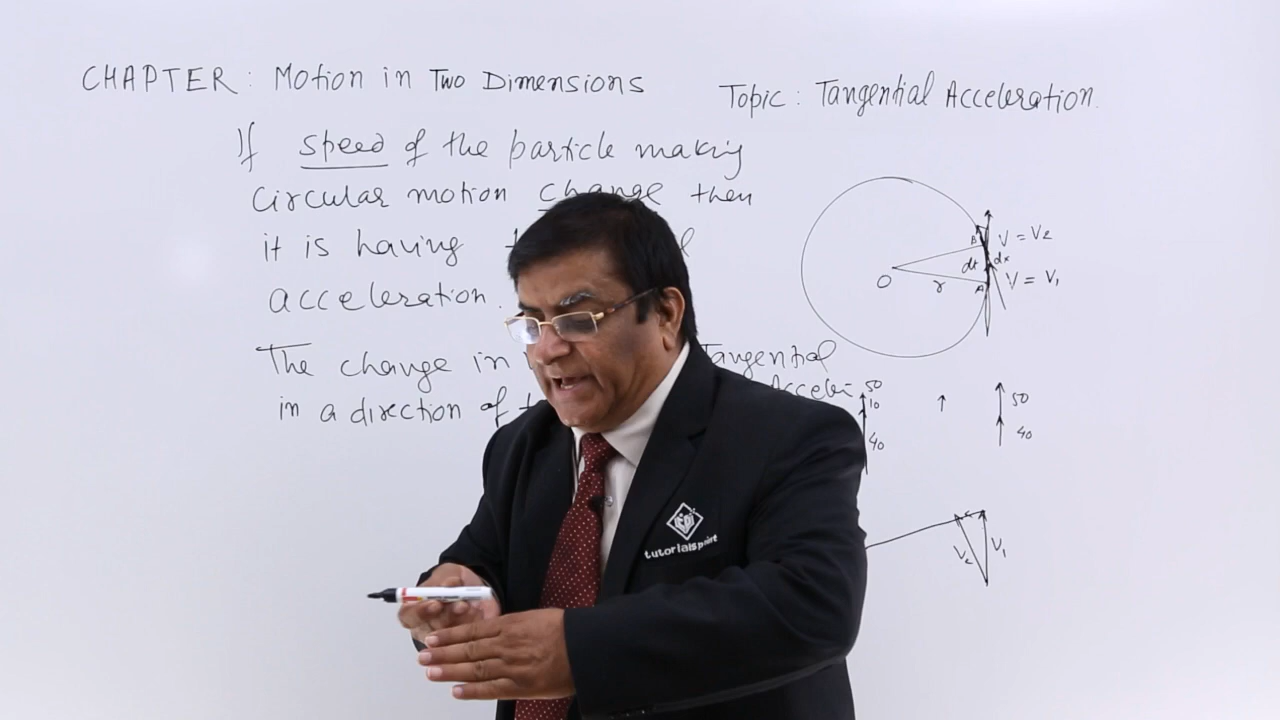 CHAPTER: Motion in Two Dimensions
Topic: Tangential Acceleration.
If speed of the particle making
circular motion change then
it is having
acceleration.
The change in Tangential
in a direction of
O
r
A
B
dt
dx
V = V2
V = V1
50
10
40
50
40
V2
V1
tutorialspoint